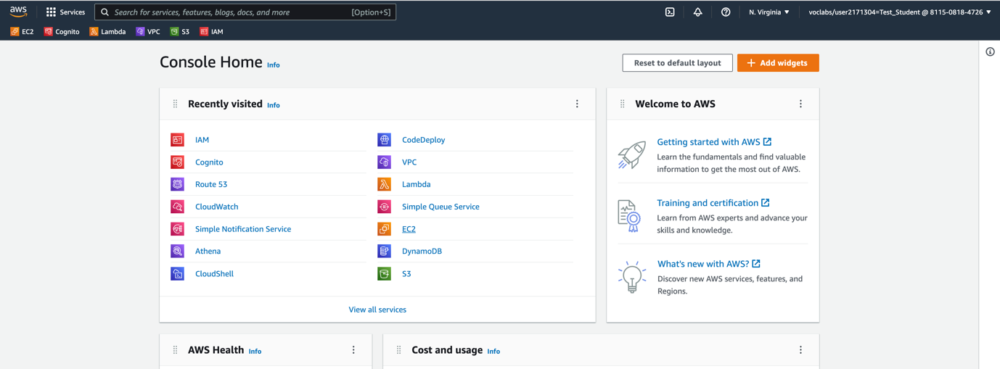 aws
Services
Search for services, features, blogs, docs, and more
[Option+S]
N. Virginia
voclabs/user2171304=Test_Student @ 8115-0818-4726
EC2
Cognito
Lambda
VPC
S3
IAM
Console Home Info
Reset to default layout
Add widgets
Recently visited Info
IAM
Cognito
Route 53
CloudWatch
Simple Notification Service
Athena
CloudShell
CodeDeploy
VPC
Lambda
Simple Queue Service
EC2
DynamoDB
S3
View all services
Welcome to AWS
Getting started with AWS
Learn the fundamentals and find valuable
information to get the most out of AWS.
Training and certification
Learn from AWS experts and advance your
skills and knowledge.
What's new with AWS?
Discover new AWS services, features, and
Regions.
AWS Health Info
Cost and usage Info